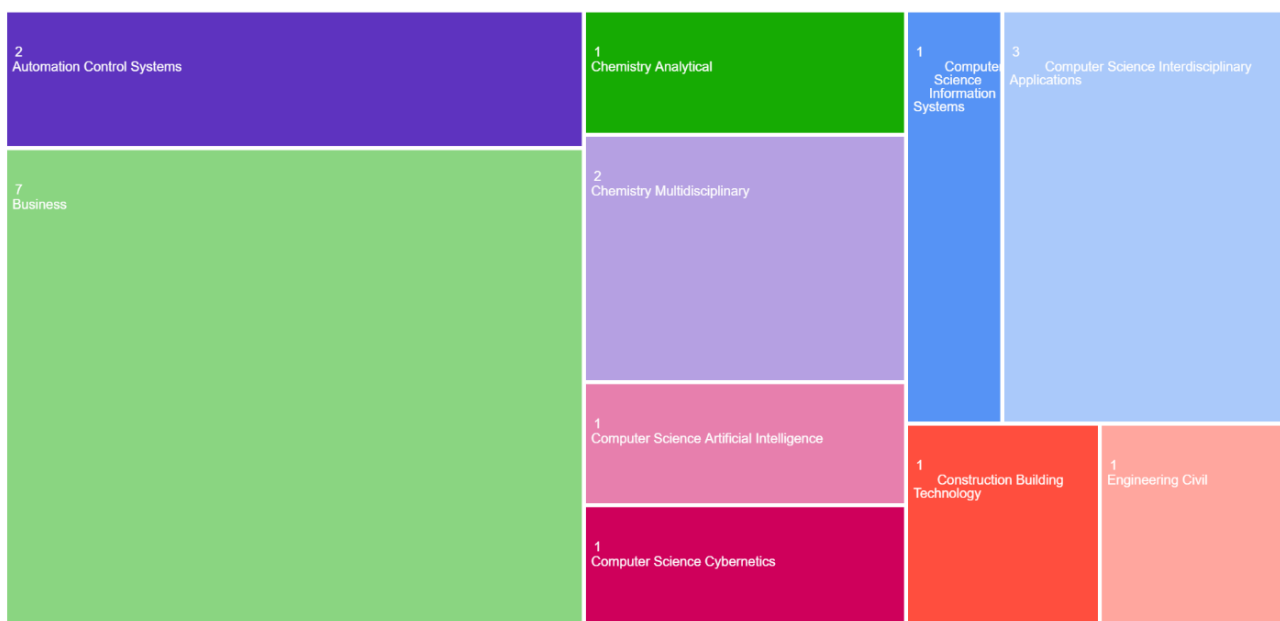 2
Automation Control Systems
7
Business
1
Chemistry Analytical
2
Chemistry Multidisciplinary
1
Computer Science Artificial Intelligence
1
Computer Science Cybernetics
1
Computer
Science
Information
Systems
3
Computer Science Interdisciplinary
Applications
1
Construction Building
Technology
1
Engineering Civil